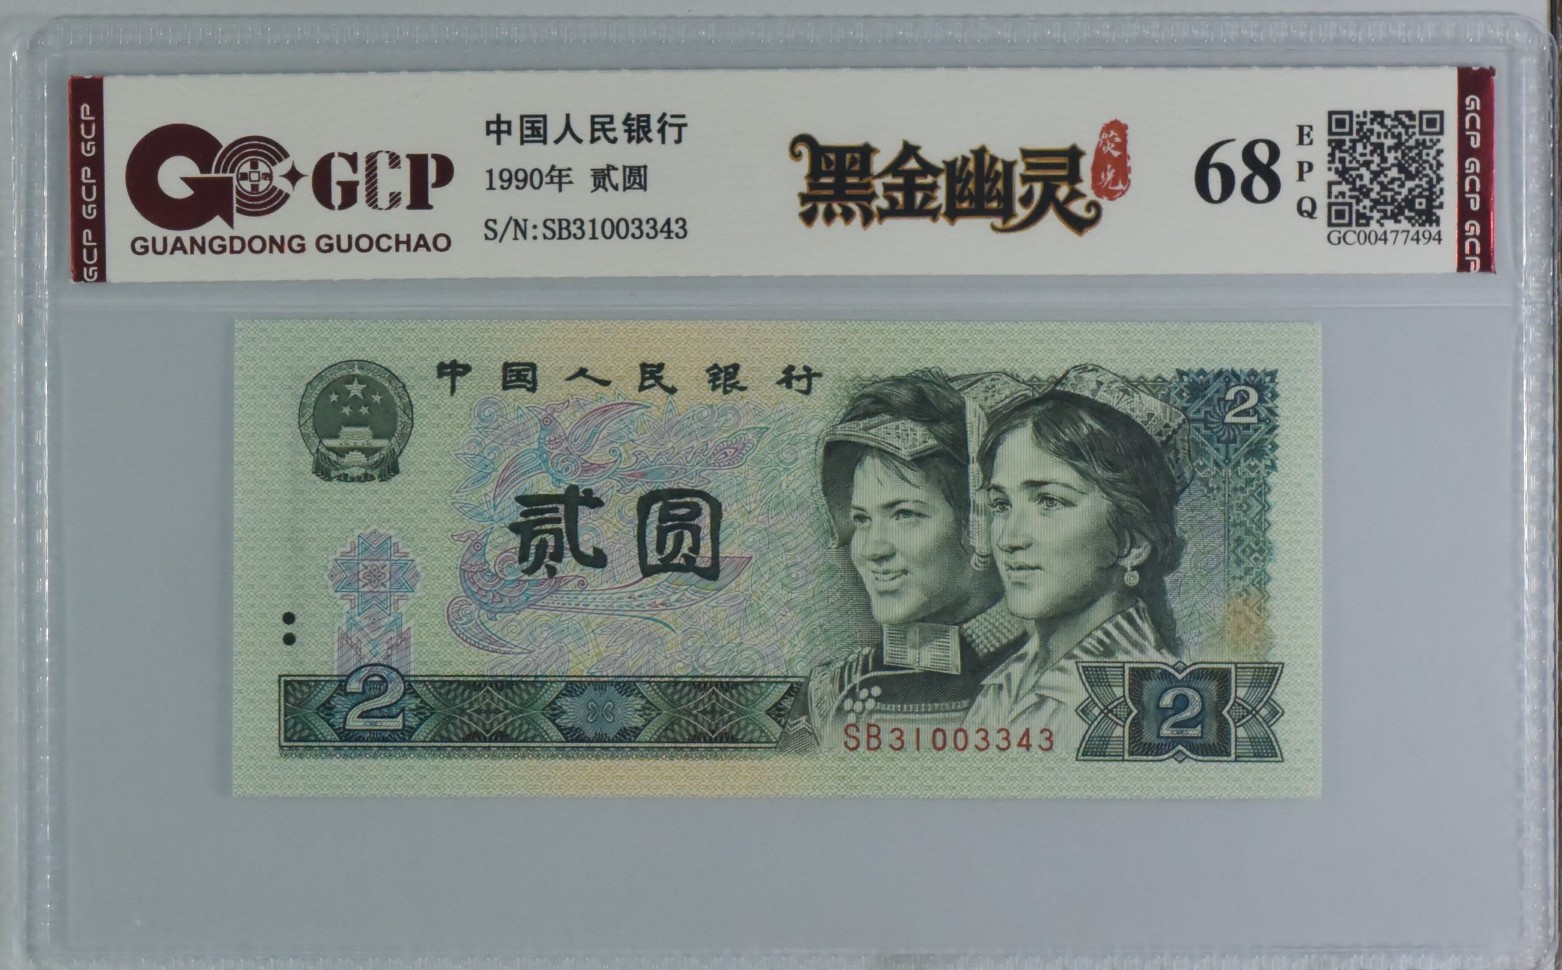 GCP GCP GCP
GCP
GUANGDONG GUOCHAO
中国人民银行
1990年 贰圆
S/N:SB31003343
黑金幽灵
荧光
68
EPQ
GC00477494
GCP GCP GCP GCP
中国人民银行
2
贰圆
2
SB31003343
2